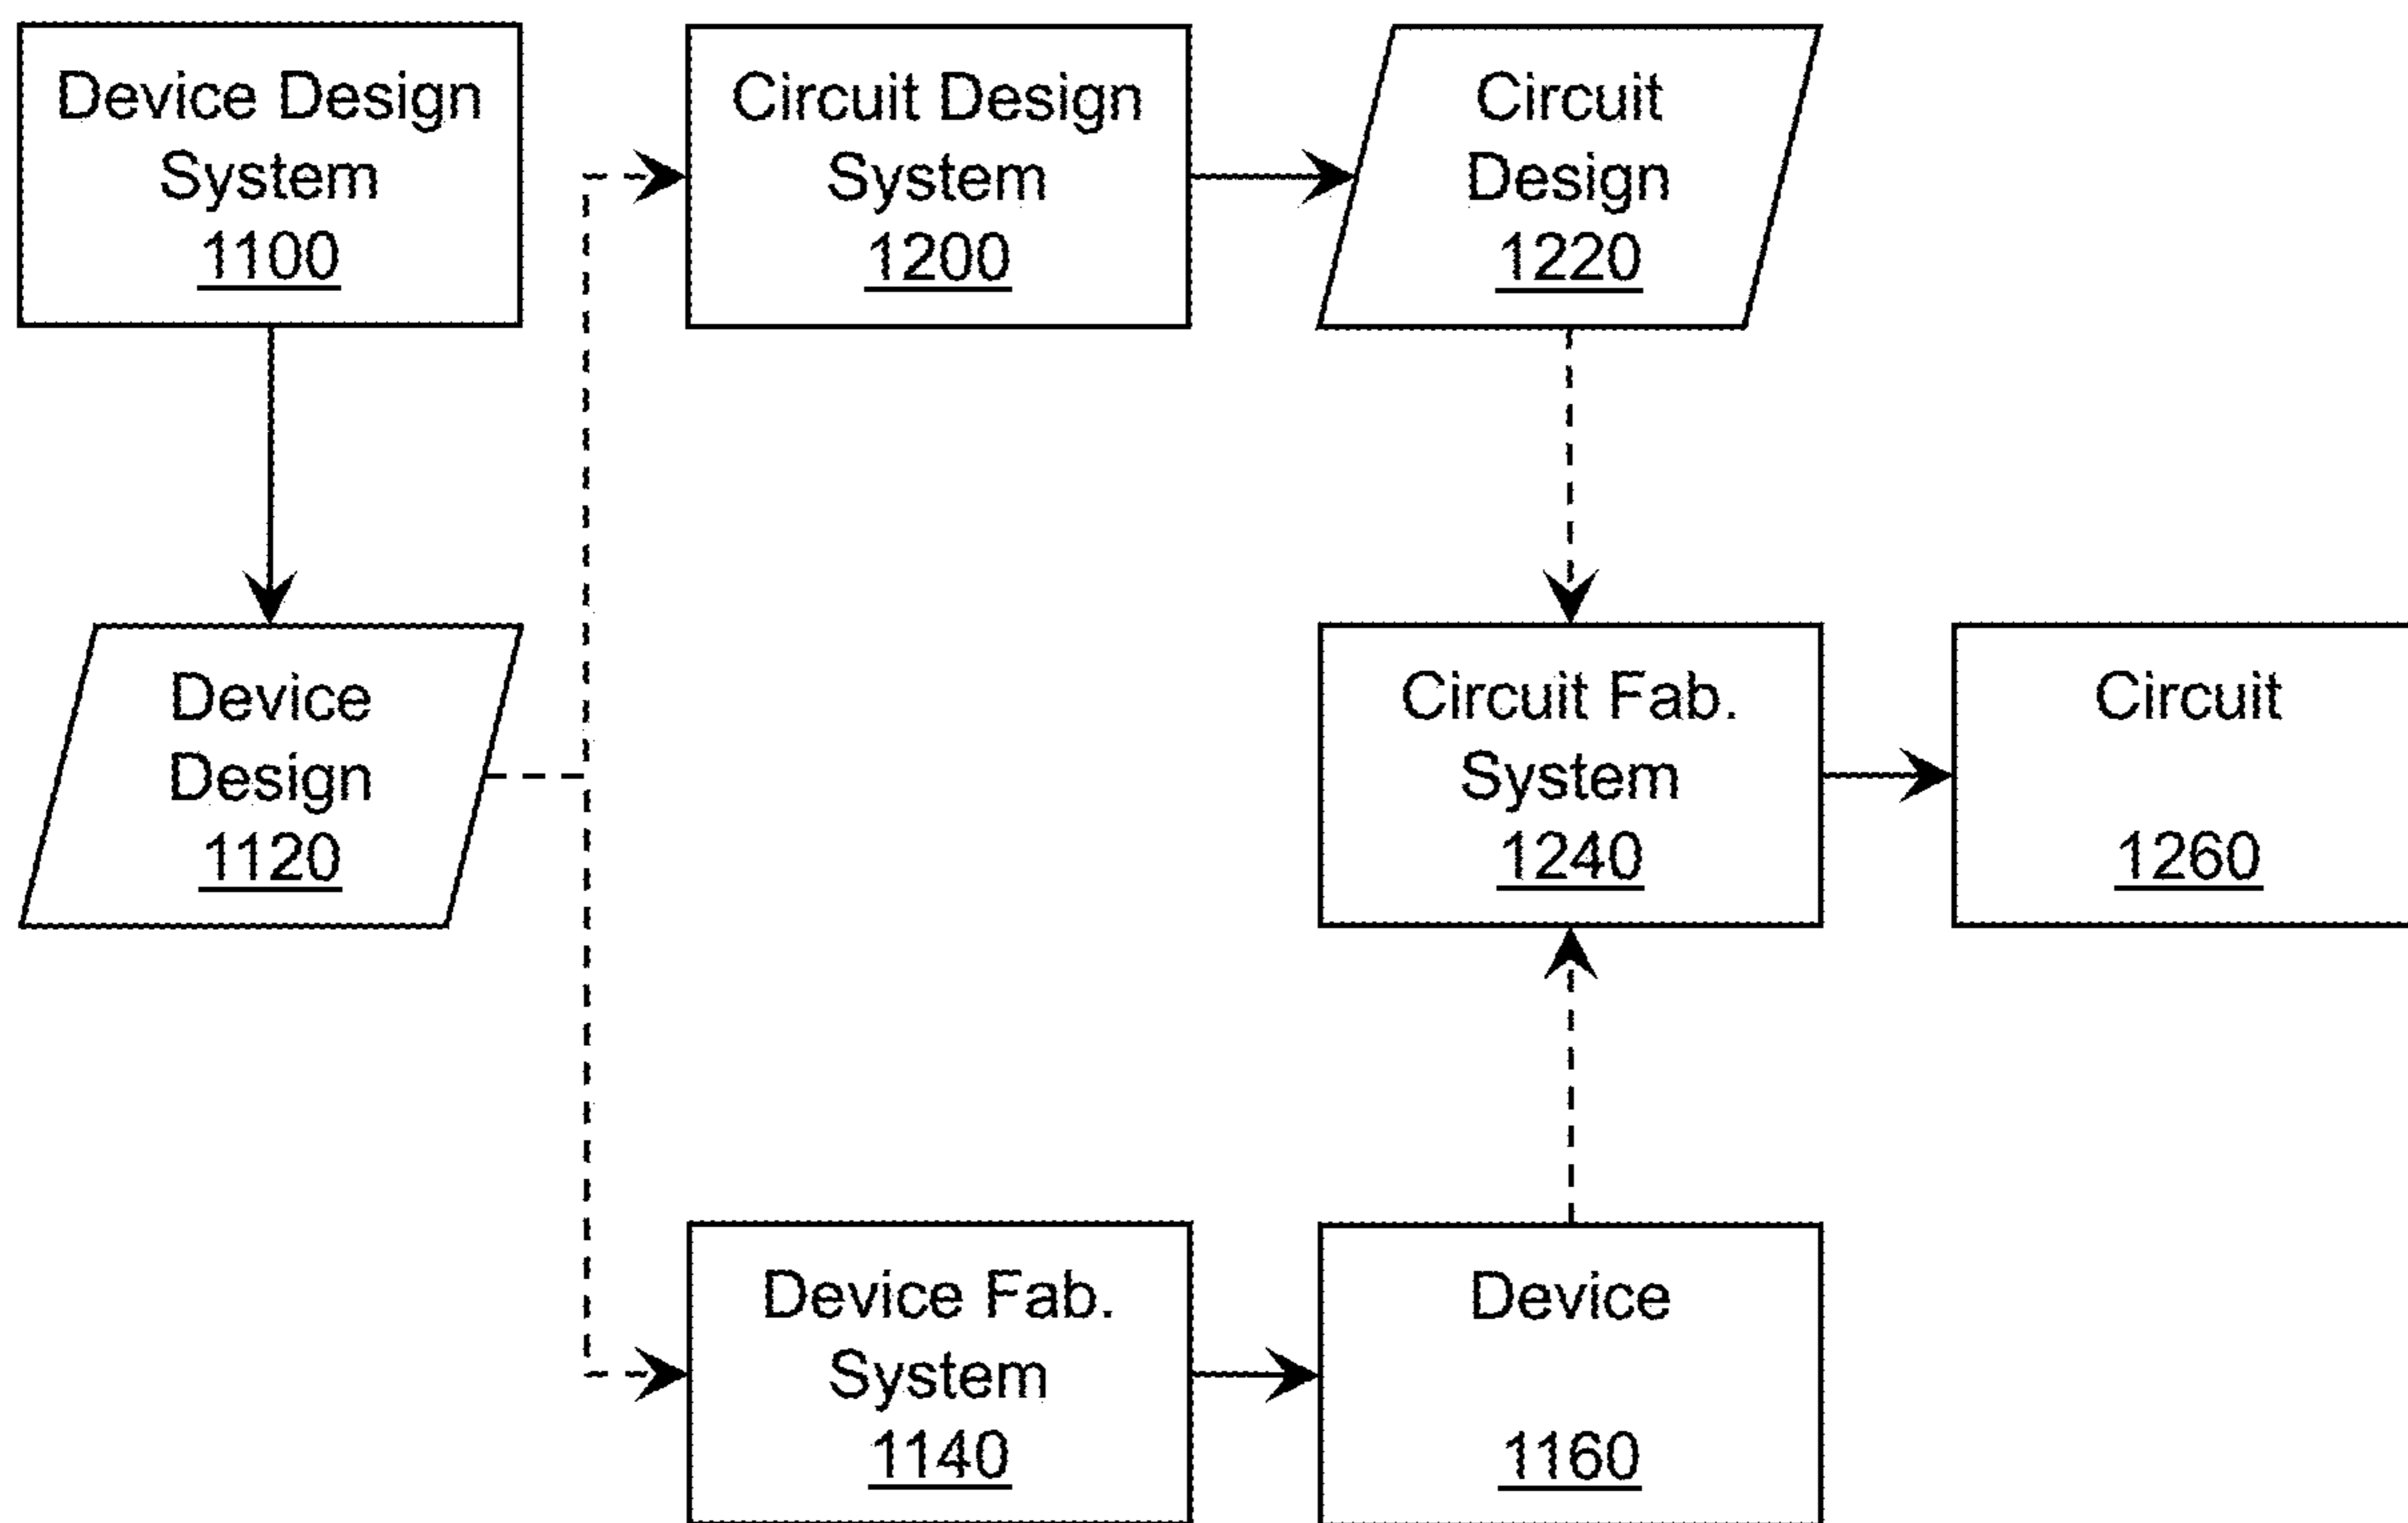 Device Design
System
1100
Circuit Design
System
1200
Circuit
Design
1220
Device
Design
1120
Circuit Fab.
System
1240
Circuit
1260
Device Fab.
System
1140
Device
1160